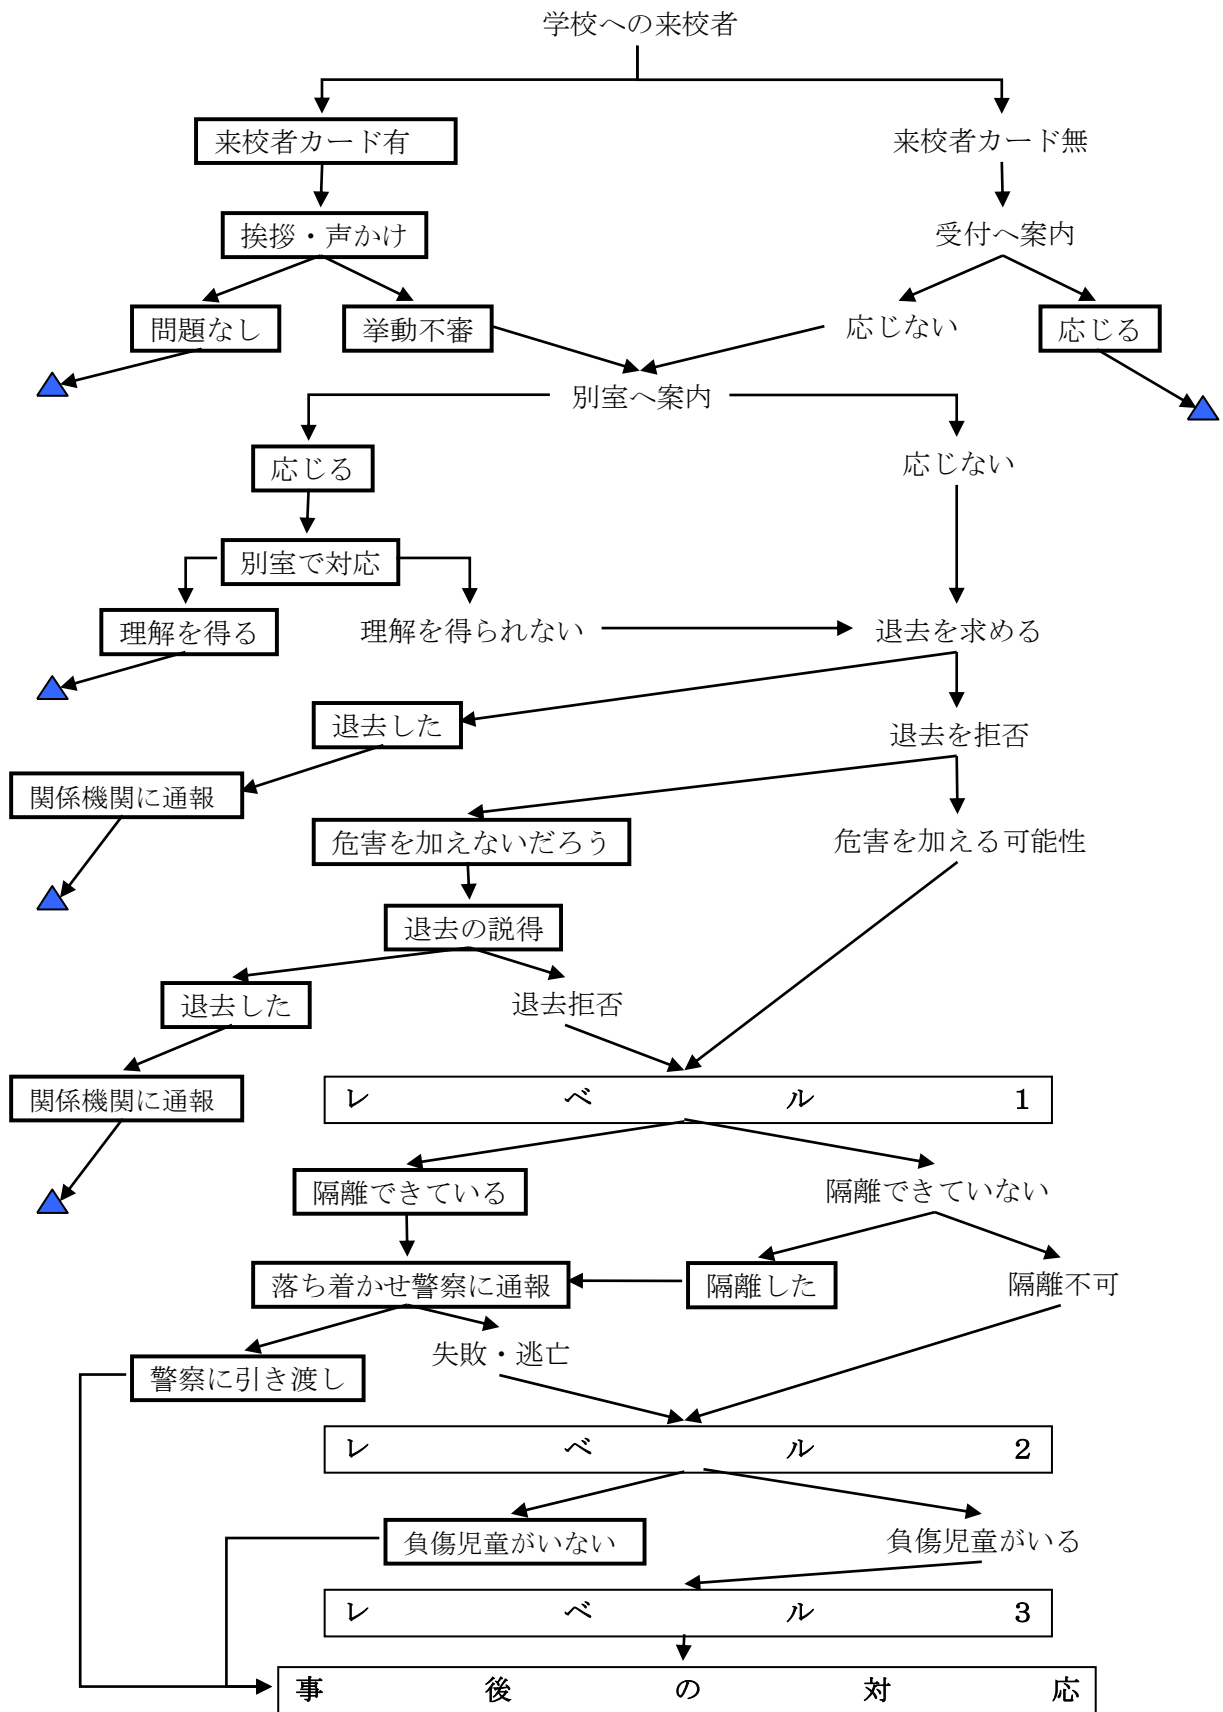 学校への来校者
来校者カード有
来校者カード無
挨拶・声かけ
受付へ案内
問題なし
挙動不審
応じない
応じる
別室へ案内
応じる
応じない
別室で対応
理解を得る
理解を得られない
退去を求める
退去した
退去を拒否
関係機関に通報
危害を加えないだろう
危害を加える可能性
退去の説得
退去した
退去拒否
関係機関に通報
レベル1
隔離できている
隔離できていない
落ち着かせ警察に通報
隔離した
隔離不可
失敗・逃亡
警察に引き渡し
レベル2
負傷児童がいない
負傷児童がいる
レベル3
事後の対応